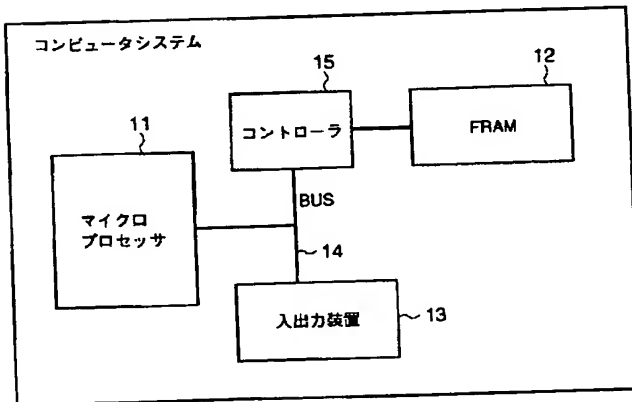 コンピュータシステム
15
12
11
コントローラ
FRAM
マイクロ
プロセッサ
BUS
14
入出力装置
13